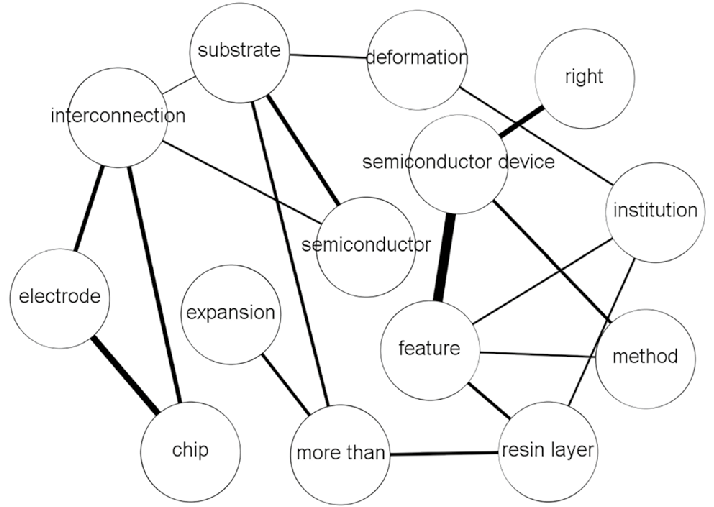 substrate
deformation
right
interconnection
semiconductor device
institution
semiconductor
electrode
expansion
feature
method
chip
more than
resin layer